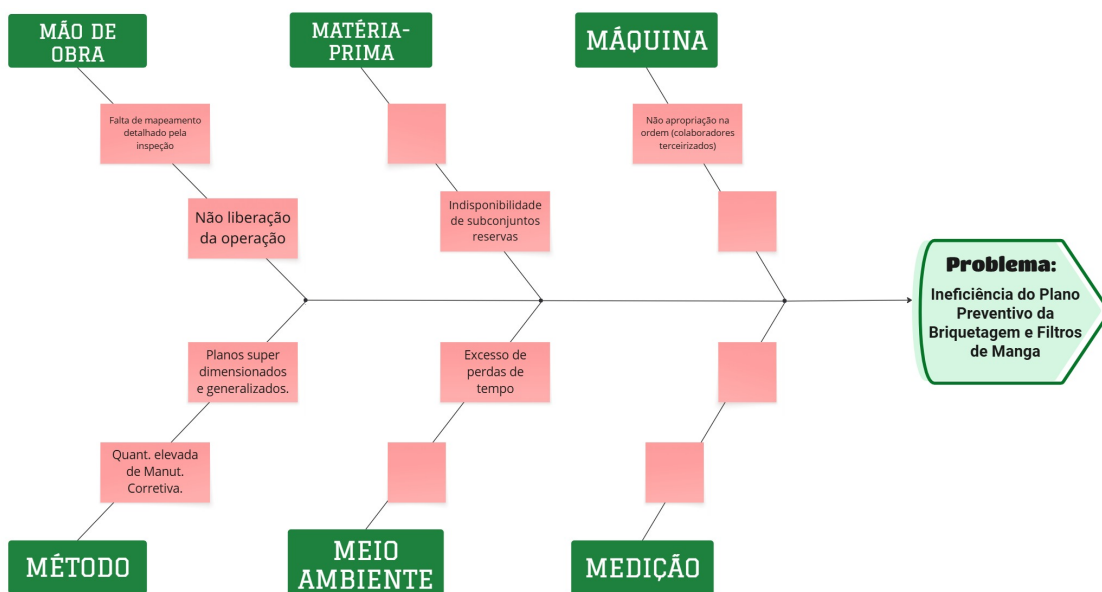 MÃO DE
OBRA
MATÉRIA-
PRIMA
MÁQUINA
Falta de mapeamento
detalhado pela
inspeção
Não apropriação na
ordem (colaboradores
terceirizados)
Não liberação
da operação
Indisponibilidade
de subconjuntos
reservas
Problema:
Ineficiência do Plano
Preventivo da
Briquetagem e Filtros
de Manga
Planos super
dimensionados
e generalizados.
Excesso de
perdas de
tempo
Quant. elevada
de Manut.
Corretiva.
MÉTODO
MEIO
AMBIENTE
MEDIÇÃO